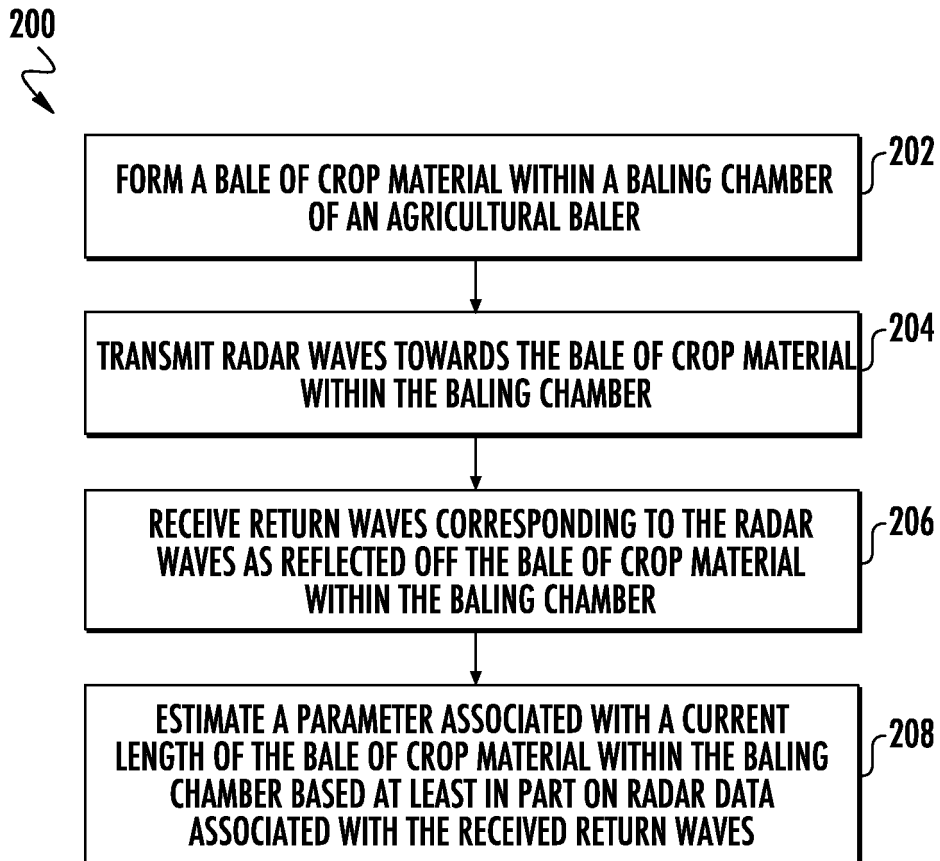 200
FORM A BALE OF CROP MATERIAL WITHIN A BALING CHAMBER
OF AN AGRICULTURAL BALER
202
TRANSMIT RADAR WAVES TOWARDS THE BALE OF CROP MATERIAL
WITHIN THE BALING CHAMBER
204
RECEIVE RETURN WAVES CORRESPONDING TO THE RADAR
WAVES AS REFLECTED OFF THE BALE OF CROP MATERIAL
WITHIN THE BALING CHAMBER
206
ESTIMATE A PARAMETER ASSOCIATED WITH A CURRENT
LENGTH OF THE BALE OF CROP MATERIAL WITHIN THE BALING
CHAMBER BASED AT LEAST IN PART ON RADAR DATA
ASSOCIATED WITH THE RECEIVED RETURN WAVES
208